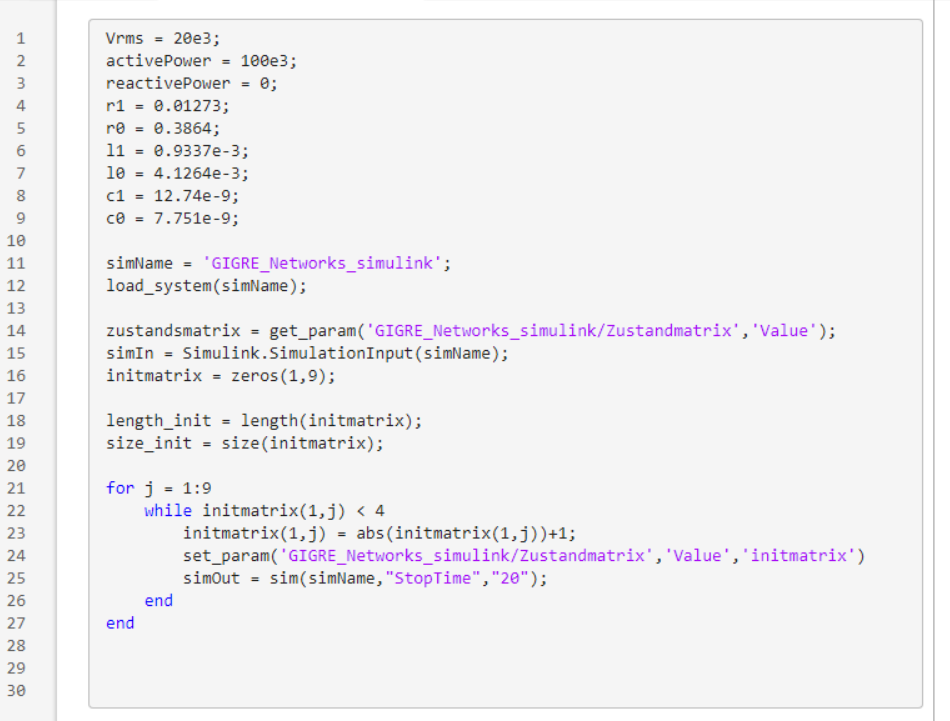 1 Vrms = 20e3;
2 activePower = 100e3;
3 reactivePower = 0;
4 r1 = 0.01273;
5 r0 = 0.3864;
6 l1 = 0.9337e-3;
7 l0 = 4.1264e-3;
8 c1 = 12.74e-9;
9 c0 = 7.751e-9;
10
11 simName = 'GIGRE_Networks_simulink';
12 load_system(simName);
13
14 zustandsmatrix = get_param('GIGRE_Networks_simulink/Zustandmatrix','Value');
15 simIn = Simulink.SimulationInput(simName);
16 initmatrix = zeros(1,9);
17
18 length_init = length(initmatrix);
19 size_init = size(initmatrix);
20
21 for j = 1:9
22 while initmatrix(1,j) < 4
23 initmatrix(1,j) = abs(initmatrix(1,j))+1;
24 set_param('GIGRE_Networks_simulink/Zustandmatrix','Value','initmatrix')
25 simOut = sim(simName,"StopTime","20");
26 end
27 end
28
29
30